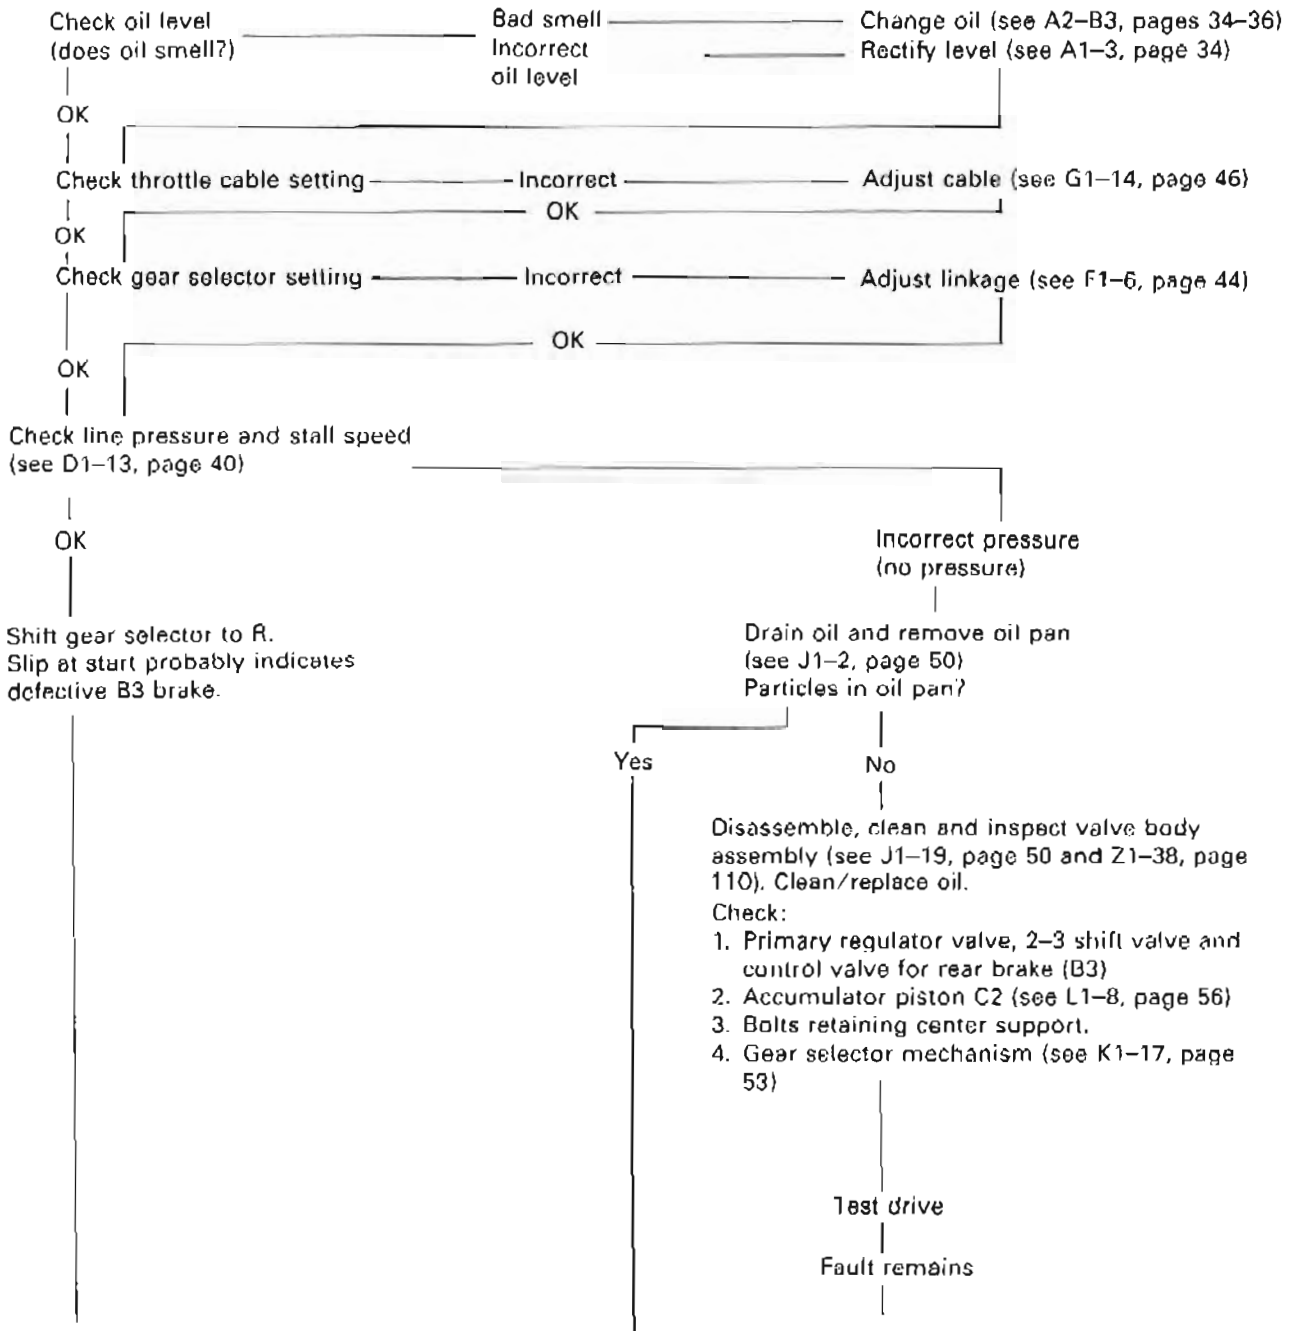 Check oil level
(does oil smell?)
Bad smell
Incorrect
oil level
Change oil (see A2–B3, pages 34–36)
Rectify level (see A1–3, page 34)
OK
Check throttle cable setting
Incorrect
Adjust cable (see G1–14, page 46)
OK
OK
Check gear selector setting
Incorrect
Adjust linkage (see F1–6, page 44)
OK
OK
Check line pressure and stall speed
(see D1–13, page 40)
OK
Incorrect pressure
(no pressure)
Shift gear selector to R.
Slip at start probably indicates
defective B3 brake.
Drain oil and remove oil pan
(see J1–2, page 50)
Particles in oil pan?
Yes
No
Disassemble, clean and inspect valve body
assembly (see J1–19, page 50 and Z1–38, page
110). Clean/replace oil.
Check:
1. Primary regulator valve, 2–3 shift valve and
control valve for rear brake (B3)
2. Accumulator piston C2 (see L1–8, page 56)
3. Bolts retaining center support.
4. Gear selector mechanism (see K1–17, page
53)
Test drive
Fault remains